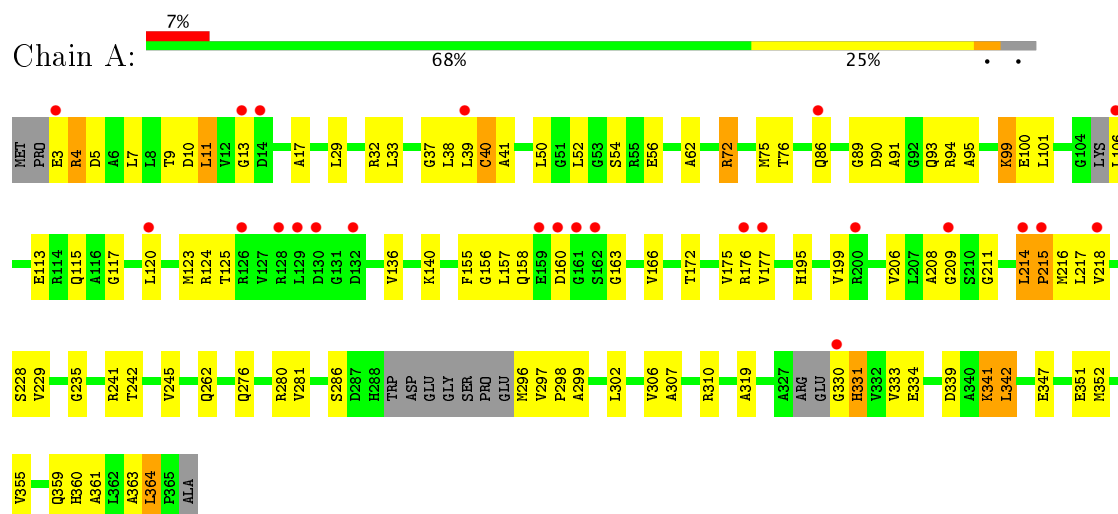 7%
Chain A:
68% 25% • •
MET PRO E3 R4 D5 A6 L7 L8 T9 D10 L11 V12 G13 D14 A17 L29 R32 L33 G37 L38 L39 G40 A41 L50 G51 L52 G53 S54 R55 E56 A62 R72 M75 T76 Q86 G89 D90 A91 G92 Q93 R94 A95 K99 E100 L101 G104 LYS L106
E113 R114 Q115 A116 G117 L120 M123 R124 T125 R126 V127 R128 L129 D130 G131 D132 V136 K140 F155 G156 L157 Q158 E159 D160 G161 S162 G163 V166 T172 V175 R176 V177 H195 V199 R200 V206 L207 A208 G209 S210 G211 L214 P215 M216 L217 V218
S228 V229 G235 R241 T242 V245 Q262 Q276 R280 V281 S286 D287 H288 TRP ASP GLU GLY SER PRO GLU M296 V297 P298 A299 L302 V306 A307 R310 A319 A327 ARG GLU G330 H331 V332 V333 E334 D339 A340 K341 L342 E347 E351 M352
V355 Q359 H360 A361 L362 A363 L364 P365 ALA